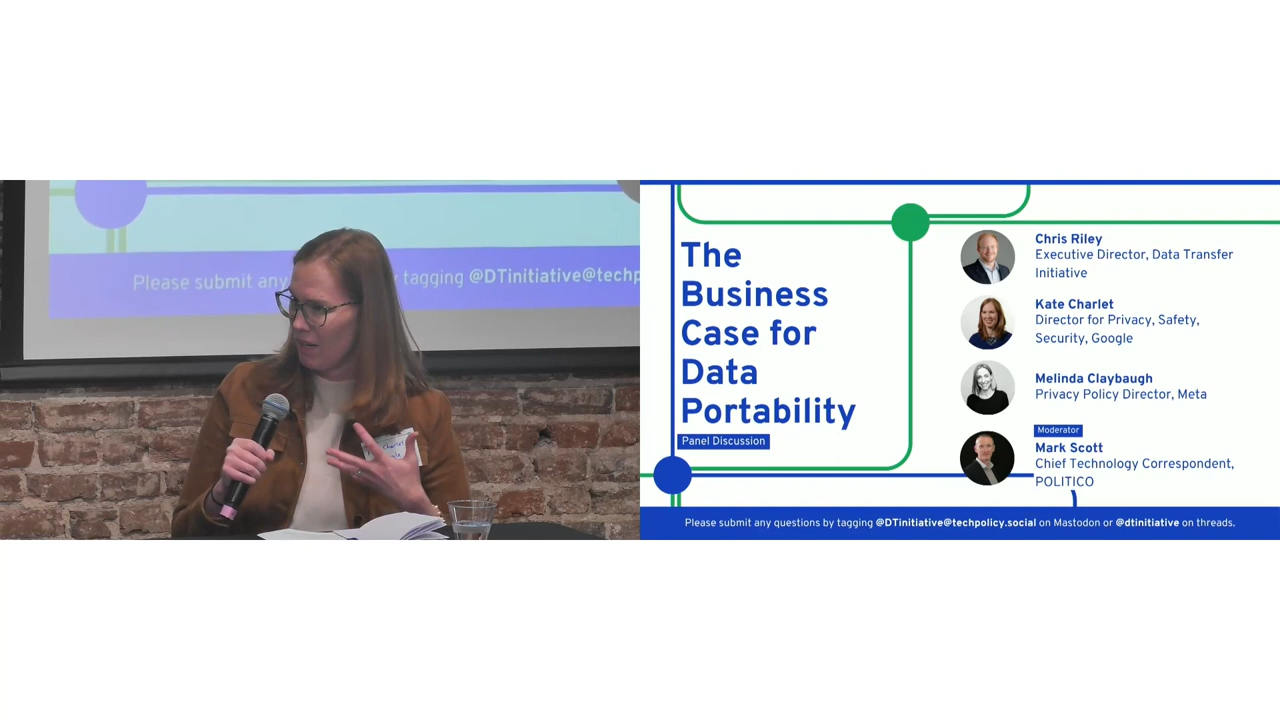 Please submit any
tagging @DTinitiative@techp
Charlet
The
Business
Case for
Data
Portability
Panel Discussion
Chris Riley
Executive Director, Data Transfer
Initiative
Kate Charlet
Director for Privacy, Safety,
Security, Google
Melinda Claybaugh
Privacy Policy Director, Meta
Moderator
Mark Scott
Chief Technology Correspondent,
POLITICO
Please submit any questions by tagging @DTinitiative@techpolicy.social on Mastodon or @dtinitiative on threads.